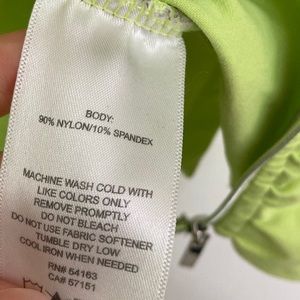 BODY:
90% NYLON/10% SPANDEX
MACHINE WASH COLD WITH
LIKE COLORS ONLY
REMOVE PROMPTLY
DO NOT BLEACH
DO NOT USE FABRIC SOFTENER
TUMBLE DRY LOW
COOL IRON WHEN NEEDED
RN# 54163
CA# 57151